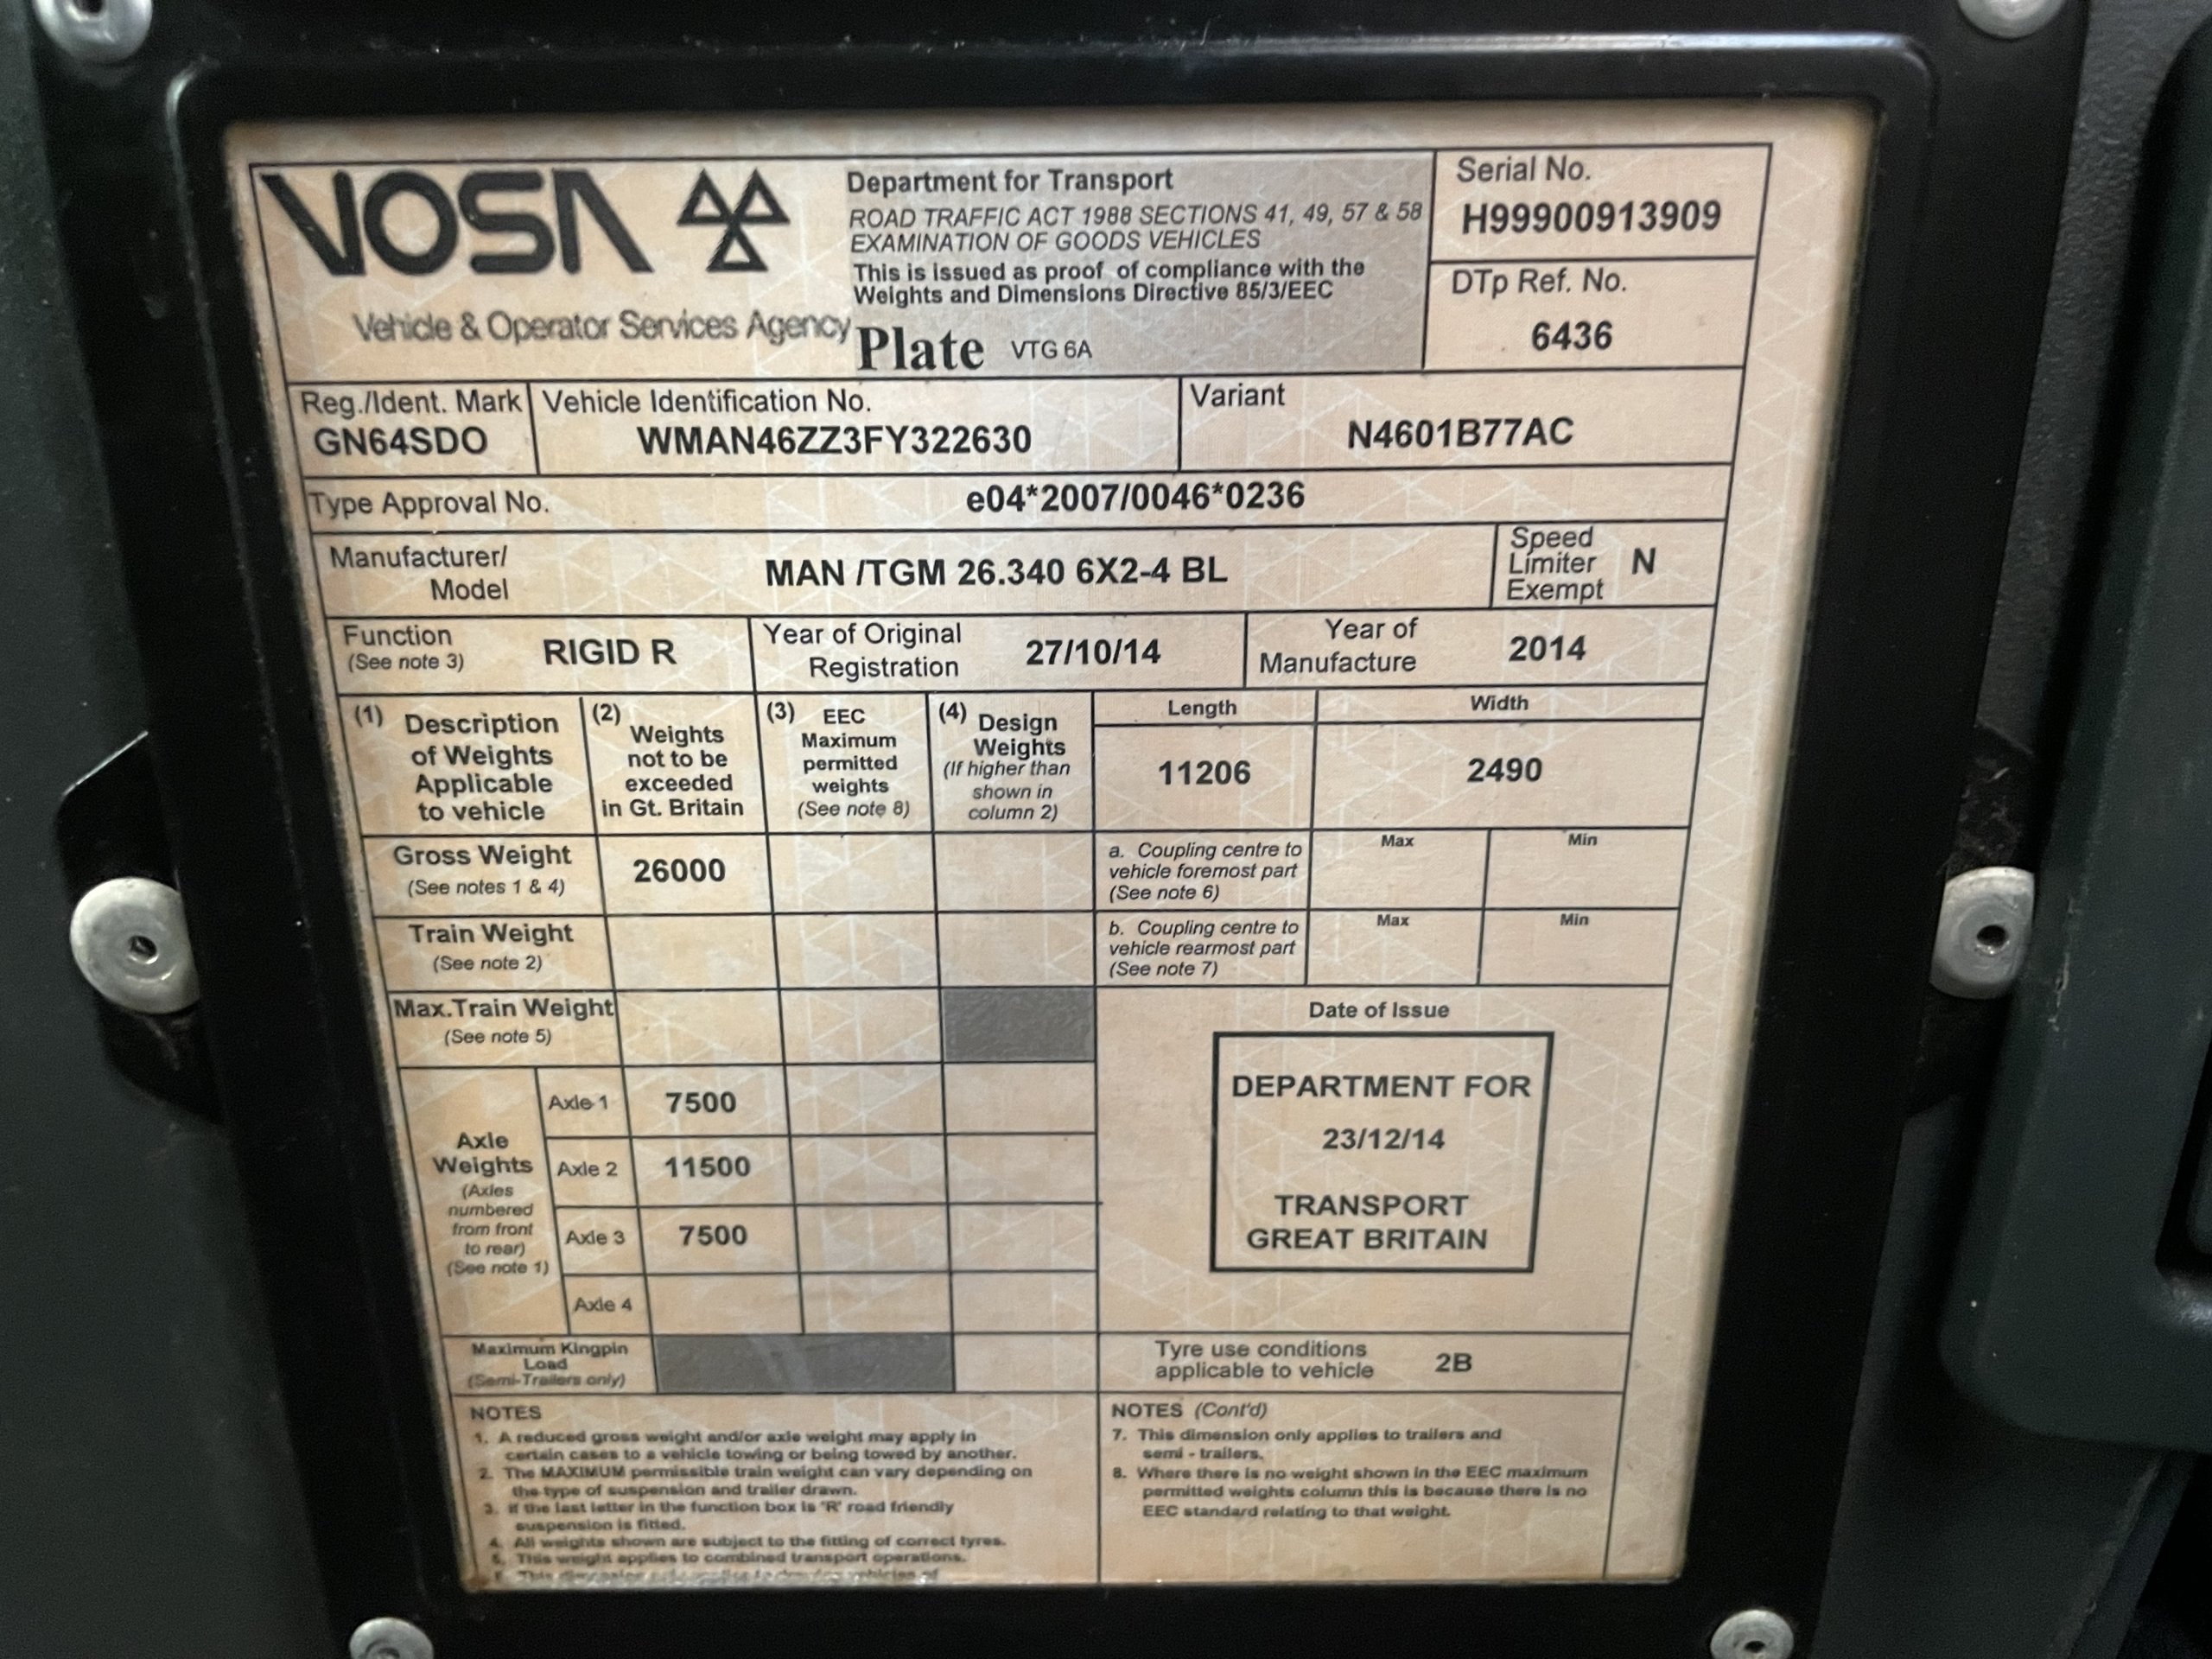 VOSA
Vehicle & Operator Services Agency
Department for Transport
ROAD TRAFFIC ACT 1988 SECTIONS 41, 49, 57 & 58
EXAMINATION OF GOODS VEHICLES
This is issued as proof of compliance with the
Weights and Dimensions Directive 85/3/EEC
Plate VTG 6A
Serial No.
H99900913909
DTp Ref. No.
6436
Reg./Ident. Mark
GN64SDO
Vehicle Identification No.
WMAN46ZZ3FY322630
Variant
N4601B77AC
Type Approval No. e04*2007/0046*0236
Manufacturer/
Model
MAN /TGM 26.340 6X2-4 BL
Speed
Limiter
Exempt
N
Function
(See note 3)
RIGID R
Year of Original
Registration
27/10/14
Year of
Manufacture
2014
(1) Description
of Weights
Applicable
to vehicle
(2) Weights
not to be
exceeded
in Gt. Britain
(3) EEC
Maximum
permitted
weights
(See note 8)
(4) Design
Weights
(If higher than
shown in
column 2)
Length
11206
Width
2490
Gross Weight
(See notes 1 & 4)
26000
a. Coupling centre to
vehicle foremost part
(See note 6)
Max
Min
Train Weight
(See note 2)
b. Coupling centre to
vehicle rearmost part
(See note 7)
Max
Min
Max.Train Weight
(See note 5)
Axle
Weights
(Axles
numbered
from front
to rear)
(See note 1)
Axle 1 7500
Axle 2 11500
Axle 3 7500
Axle 4
Date of Issue
DEPARTMENT FOR
23/12/14
TRANSPORT
GREAT BRITAIN
Maximum Kingpin
Load
(Semi-Trailers only)
Tyre use conditions
applicable to vehicle
2B
NOTES
1. A reduced gross weight and/or axle weight may apply in
certain cases to a vehicle towing or being towed by another.
2. The MAXIMUM permissible train weight can vary depending on
the type of suspension and trailer drawn.
3. If the last letter in the function box is 'R' road friendly
suspension is fitted.
4. All weights shown are subject to the fitting of correct tyres.
5. This weight applies to combined transport operations.
This dimension
vehicles of
NOTES (Cont'd)
7. This dimension only applies to trailers and
semi - trailers.
8. Where there is no weight shown in the EEC maximum
permitted weights column this is because there is no
EEC standard relating to that weight.